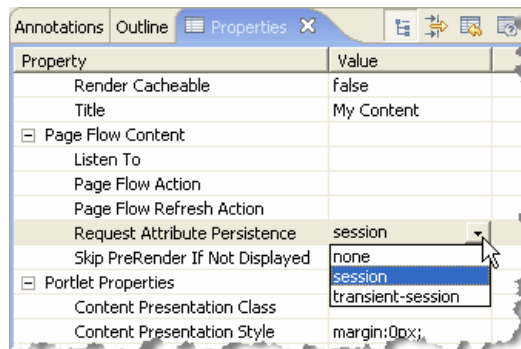 Annotations Outline Properties
Property Value
Render Cacheable false
Title My Content
Page Flow Content
Listen To
Page Flow Action
Page Flow Refresh Action
Request Attribute Persistence session
Skip PreRender If Not Displayed none
session
Portlet Properties transient-session
Content Presentation Class
Content Presentation Style margin:0px;